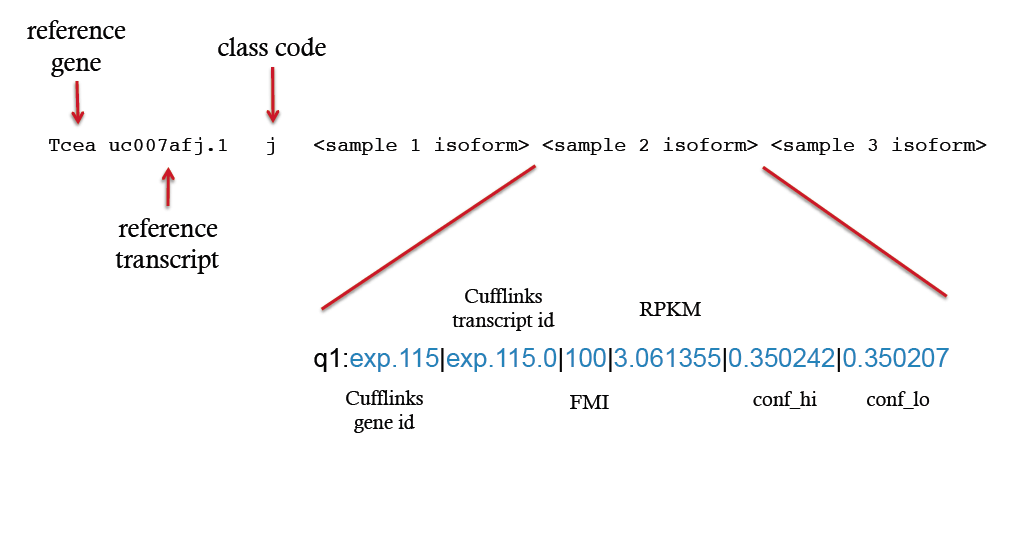 reference
gene
class code
Tcea uc007afj.1 j <sample 1 isoform> <sample 2 isoform> <sample 3 isoform>
reference
transcript
Cufflinks
transcript id
RPKM
q1:exp.115|exp.115.0|100|3.061355|0.350242|0.350207
Cufflinks
gene id
FMI
conf_hi
conf_lo